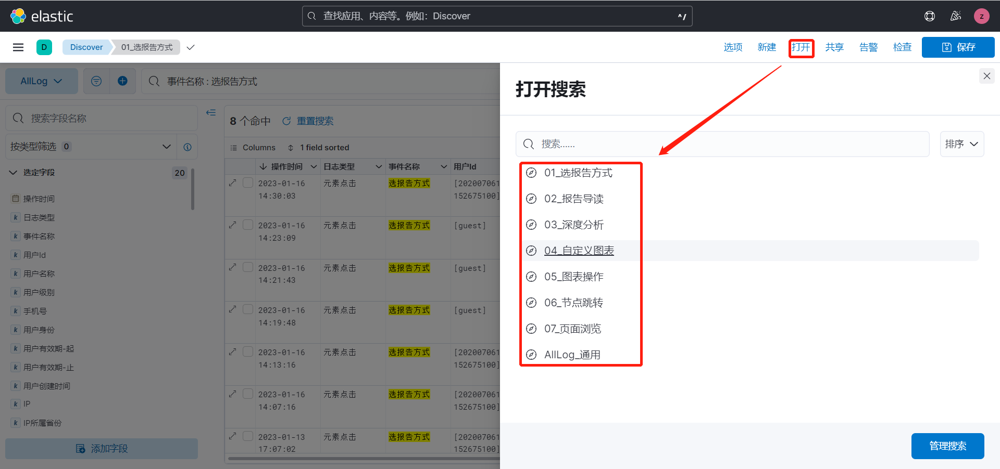 elastic
查找应用、内容等。例如：Discover
^/
z
D
Discover
01_选报告方式
选项
新建
打开
共享
告警
检查
保存
AllLog
事件名称 : 选报告方式
搜索字段名称
按类型筛选 0
选定字段 20
操作时间
k 日志类型
k 事件名称
k 用户Id
k 用户名称
k 用户级别
k 手机号
k 用户身份
k 用户有效期-起
k 用户有效期-止
k 用户创建时间
k IP
k IP所属省份
添加字段
8 个命中
重置搜索
Columns
1 field sorted
操作时间 日志类型 事件名称 用户Id
2023-01-16 元素点击 选报告方式 [202007061
14:30:03 152675100]
2023-01-16 元素点击 选报告方式 [guest]
14:23:09
2023-01-16 元素点击 选报告方式 [guest]
14:21:43
2023-01-16 元素点击 选报告方式 [guest]
14:19:48
2023-01-16 元素点击 选报告方式 [202007061
14:13:16 152675100]
2023-01-16 元素点击 选报告方式 [202007061
14:07:16 152675100]
2023-01-13 元素点击 选报告方式 [202007061
17:07:02 152675100]
打开搜索
搜索......
排序
01_选报告方式
02_报告导读
03_深度分析
04_自定义图表
05_图表操作
06_节点跳转
07_页面浏览
AllLog_通用
管理搜索